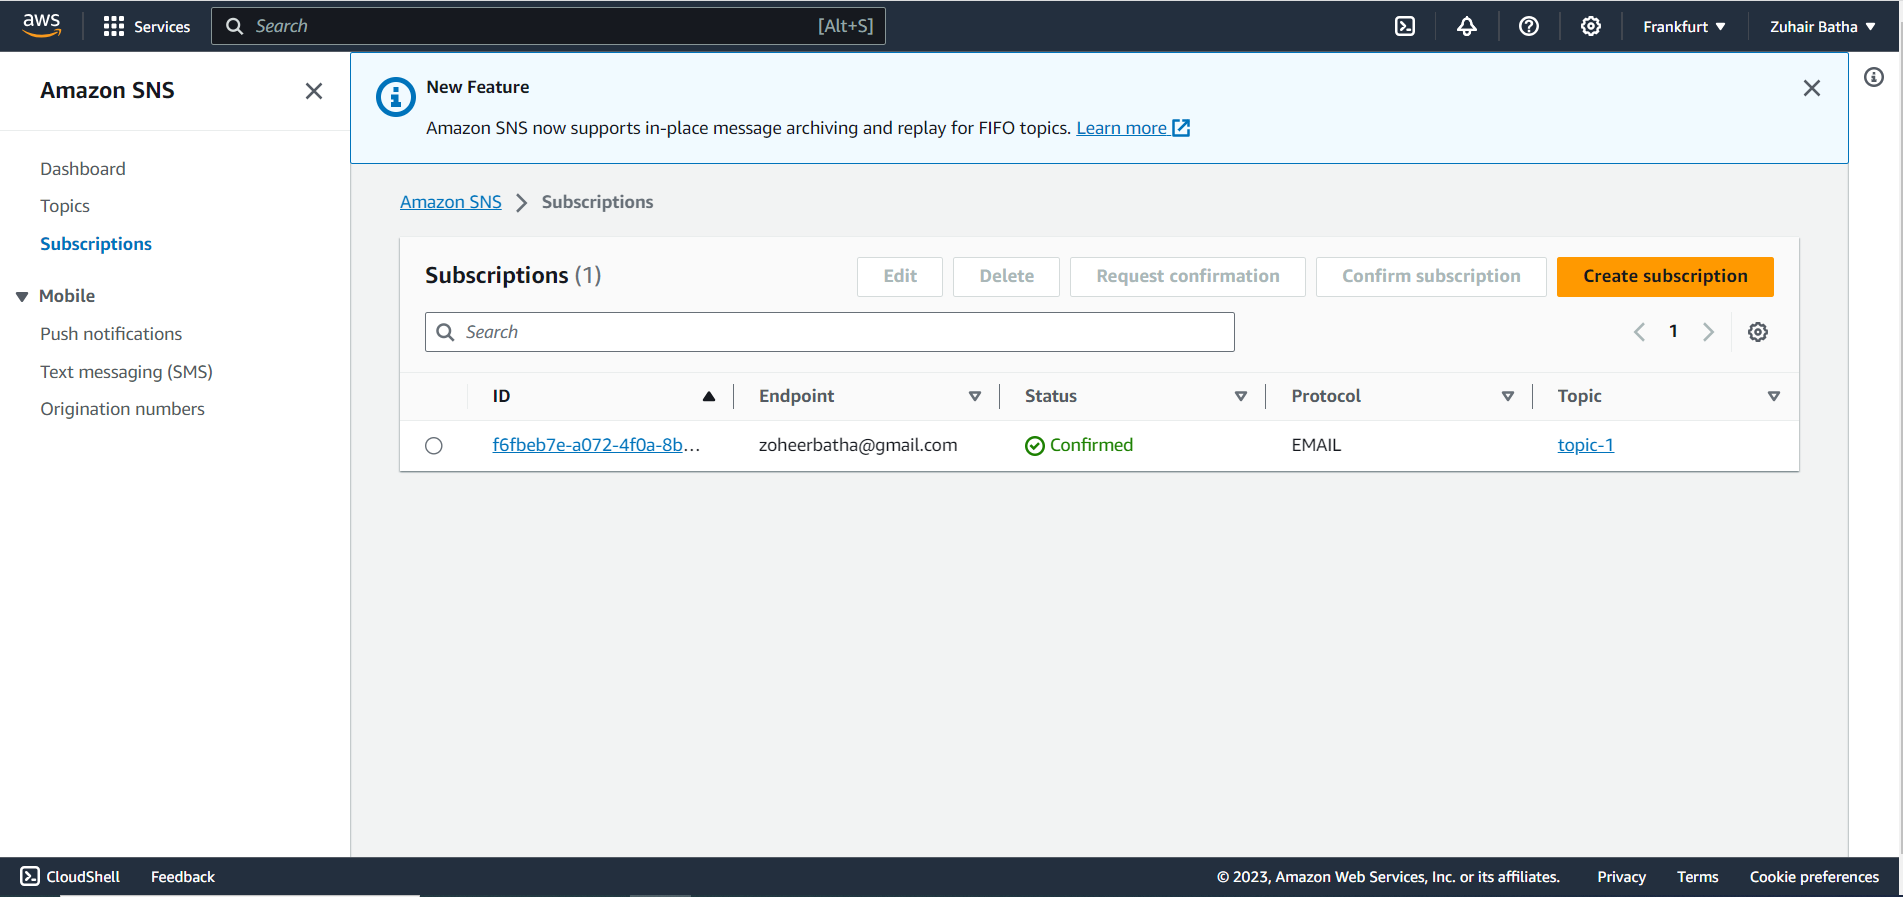 aws Services Search [Alt+S] Frankfurt Zuhair Batha
Amazon SNS
Dashboard
Topics
Subscriptions
Mobile
Push notifications
Text messaging (SMS)
Origination numbers
New Feature
Amazon SNS now supports in-place message archiving and replay for FIFO topics. Learn more
Amazon SNS Subscriptions
Subscriptions (1) Edit Delete Request confirmation Confirm subscription Create subscription
Search 1
ID Endpoint Status Protocol Topic
f6fbeb7e-a072-4f0a-8b... zoheerbatha@gmail.com Confirmed EMAIL topic-1
CloudShell Feedback © 2023, Amazon Web Services, Inc. or its affiliates. Privacy Terms Cookie preferences